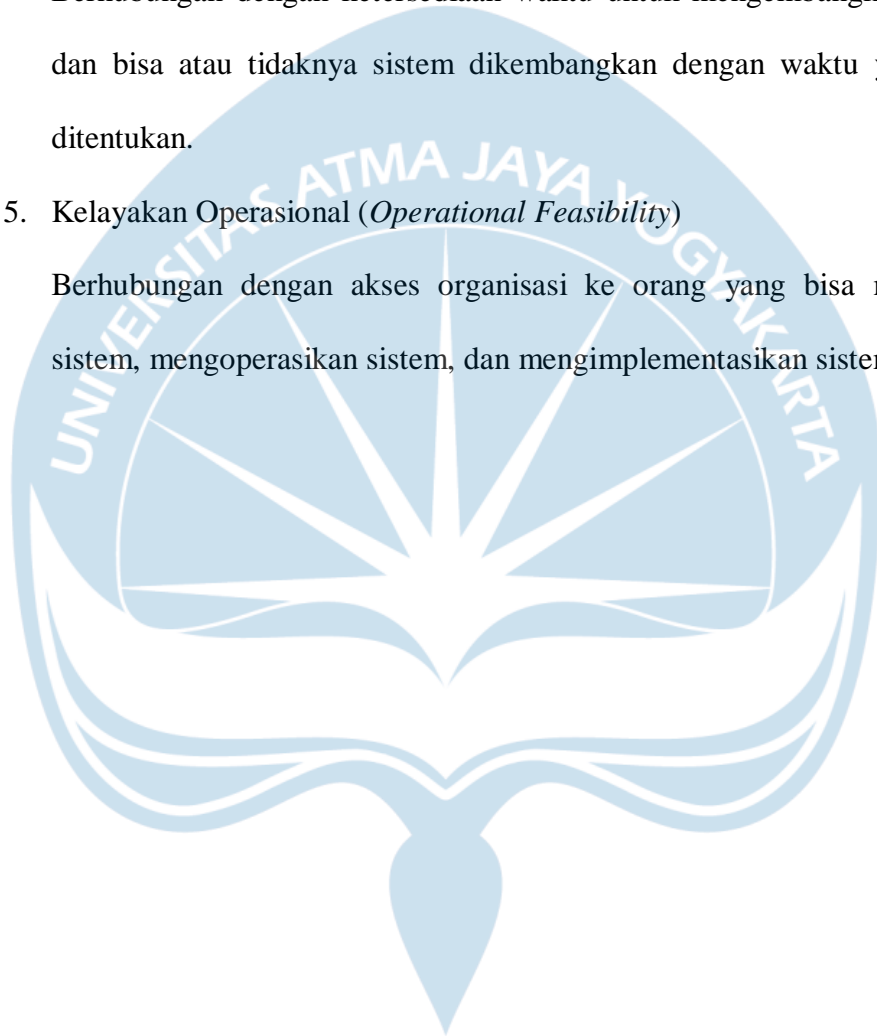 dan bisa atau tidaknya sistem dikembangkan dengan waktu
ditentukan.
5. Kelayakan Operasional (Operational Feasibility)
Berhubungan dengan akses organisasi ke orang yang bisa
sistem, mengoperasikan sistem, dan mengimplementasikan
UNIVERSITAS ATMA JAYA YOGYAKARTA